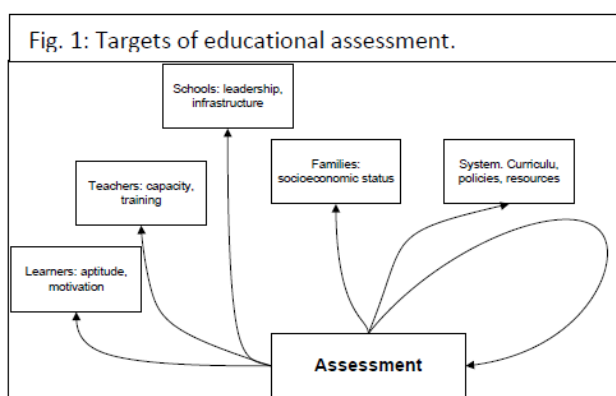 Fig. 1: Targets of educational assessment.
Schools: leadership,
infrastructure
Families:
socioeconomic status
System. Curriculu,
policies, resources
Teachers: capacity,
training
Learners: aptitude,
motivation
Assessment